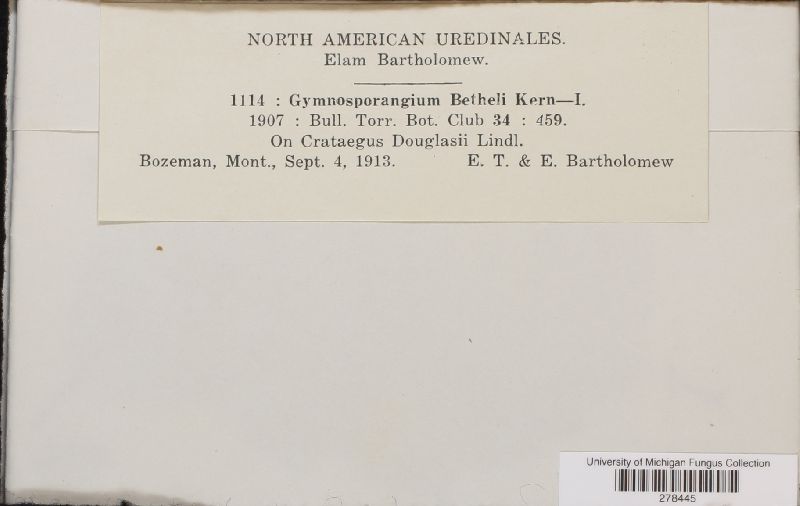 NORTH AMERICAN UREDINALES.
Elam Bartholomew.
1114 : Gymnosporangium Betheli Kern—I.
1907 : Bull. Torr. Bot. Club 34 : 459.
On Crataegus Douglasii Lindl.
Bozeman, Mont., Sept. 4, 1913. E. T. & E. Bartholomew
University of Michigan Fungus Collection
278445